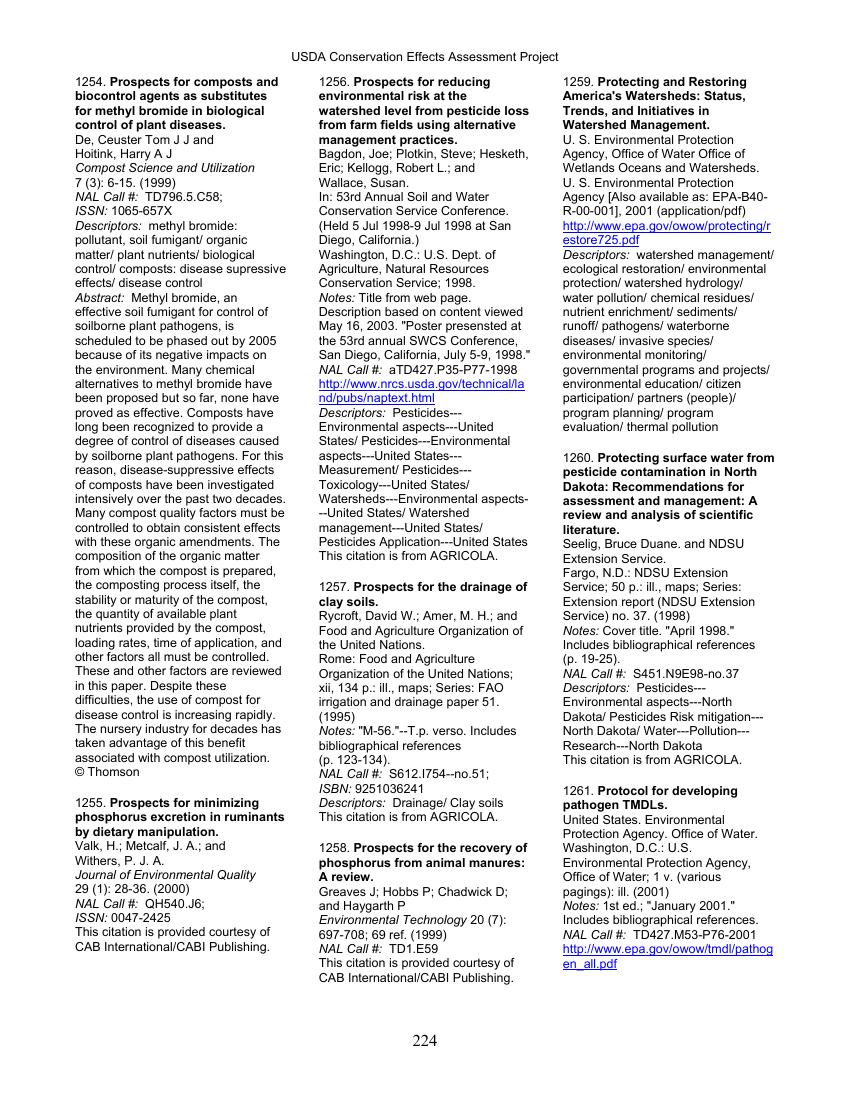 USDA Conservation Effects Assessment Project
1254. Prospects for composts and
biocontrol agents as substitutes
for methyl bromide in biological
control of plant diseases.
De, Ceuster Tom J J and
Hoitink, Harry A J
Compost Science and Utilization
7 (3): 6-15. (1999)
NAL Call #: TD796.5.C58;
ISSN: 1065-657X
Descriptors: methyl bromide:
pollutant, soil fumigant/ organic
matter/ plant nutrients/ biological
control/ composts: disease supressive
effects/ disease control
Abstract: Methyl bromide, an
effective soil fumigant for control of
soilborne plant pathogens, is
scheduled to be phased out by 2005
because of its negative impacts on
the environment. Many chemical
alternatives to methyl bromide have
been proposed but so far, none have
proved as effective. Composts have
long been recognized to provide a
degree of control of diseases caused
by soilborne plant pathogens. For this
reason, disease-suppressive effects
of composts have been investigated
intensively over the past two decades.
Many compost quality factors must be
controlled to obtain consistent effects
with these organic amendments. The
composition of the organic matter
from which the compost is prepared,
the composting process itself, the
stability or maturity of the compost,
the quantity of available plant
nutrients provided by the compost,
loading rates, time of application, and
other factors all must be controlled.
These and other factors are reviewed
in this paper. Despite these
difficulties, the use of compost for
disease control is increasing rapidly.
The nursery industry for decades has
taken advantage of this benefit
associated with compost utilization.
© Thomson
1255. Prospects for minimizing
phosphorus excretion in ruminants
by dietary manipulation.
Valk, H.; Metcalf, J. A.; and
Withers, P. J. A.
Journal of Environmental Quality
29 (1): 28-36. (2000)
NAL Call #: QH540.J6;
ISSN: 0047-2425
This citation is provided courtesy of
CAB International/CABI Publishing.
1256. Prospects for reducing
environmental risk at the
watershed level from pesticide loss
from farm fields using alternative
management practices.
Bagdon, Joe; Plotkin, Steve; Hesketh,
Eric; Kellogg, Robert L.; and
Wallace, Susan.
In: 53rd Annual Soil and Water
Conservation Service Conference.
(Held 5 Jul 1998-9 Jul 1998 at San
Diego, California.)
Washington, D.C.: U.S. Dept. of
Agriculture, Natural Resources
Conservation Service; 1998.
Notes: Title from web page.
Description based on content viewed
May 16, 2003. "Poster presensted at
the 53rd annual SWCS Conference,
San Diego, California, July 5-9, 1998."
NAL Call #: aTD427.P35-P77-1998
http://www.nrcs.usda.gov/technical/la
nd/pubs/naptext.html
Descriptors: Pesticides---
Environmental aspects---United
States/ Pesticides---Environmental
aspects---United States---
Measurement/ Pesticides---
Toxicology---United States/
Watersheds---Environmental aspects-
--United States/ Watershed
management---United States/
Pesticides Application---United States
This citation is from AGRICOLA.
1257. Prospects for the drainage of
clay soils.
Rycroft, David W.; Amer, M. H.; and
Food and Agriculture Organization of
the United Nations.
Rome: Food and Agriculture
Organization of the United Nations;
xii, 134 p.: ill., maps; Series: FAO
irrigation and drainage paper 51.
(1995)
Notes: "M-56."--T.p. verso. Includes
bibliographical references
(p. 123-134).
NAL Call #: S612.I754--no.51;
ISBN: 9251036241
Descriptors: Drainage/ Clay soils
This citation is from AGRICOLA.
1258. Prospects for the recovery of
phosphorus from animal manures:
A review.
Greaves J; Hobbs P; Chadwick D;
and Haygarth P
Environmental Technology 20 (7):
697-708; 69 ref. (1999)
NAL Call #: TD1.E59
This citation is provided courtesy of
CAB International/CABI Publishing.
1259. Protecting and Restoring
America's Watersheds: Status,
Trends, and Initiatives in
Watershed Management.
U. S. Environmental Protection
Agency, Office of Water Office of
Wetlands Oceans and Watersheds.
U. S. Environmental Protection
Agency [Also available as: EPA-B40-
R-00-001], 2001 (application/pdf)
http://www.epa.gov/owow/protecting/r
estore725.pdf
Descriptors: watershed management/
ecological restoration/ environmental
protection/ watershed hydrology/
water pollution/ chemical residues/
nutrient enrichment/ sediments/
runoff/ pathogens/ waterborne
diseases/ invasive species/
environmental monitoring/
governmental programs and projects/
environmental education/ citizen
participation/ partners (people)/
program planning/ program
evaluation/ thermal pollution
1260. Protecting surface water from
pesticide contamination in North
Dakota: Recommendations for
assessment and management: A
review and analysis of scientific
literature.
Seelig, Bruce Duane. and NDSU
Extension Service.
Fargo, N.D.: NDSU Extension
Service; 50 p.: ill., maps; Series:
Extension report (NDSU Extension
Service) no. 37. (1998)
Notes: Cover title. "April 1998."
Includes bibliographical references
(p. 19-25).
NAL Call #: S451.N9E98-no.37
Descriptors: Pesticides---
Environmental aspects---North
Dakota/ Pesticides Risk mitigation---
North Dakota/ Water---Pollution---
Research---North Dakota
This citation is from AGRICOLA.
1261. Protocol for developing
pathogen TMDLs.
United States. Environmental
Protection Agency. Office of Water.
Washington, D.C.: U.S.
Environmental Protection Agency,
Office of Water; 1 v. (various
pagings): ill. (2001)
Notes: 1st ed.; "January 2001."
Includes bibliographical references.
NAL Call #: TD427.M53-P76-2001
http://www.epa.gov/owow/tmdl/pathog
en_all.pdf
224